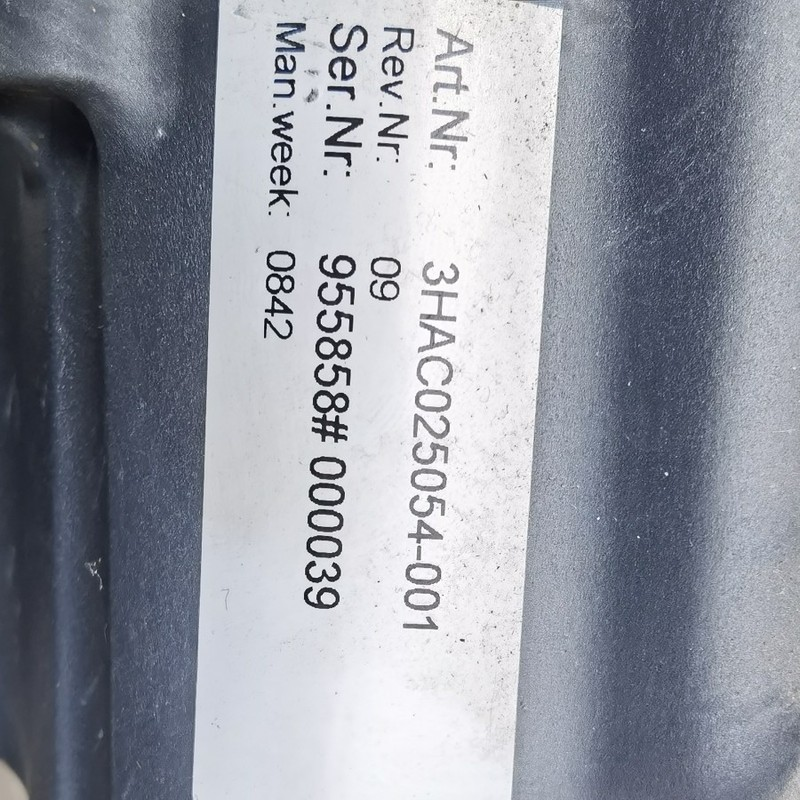 Art.Nr: 3HAC025054-001
Rev.Nr: 09
Ser.Nr: 955858# 000039
Man.week: 0842